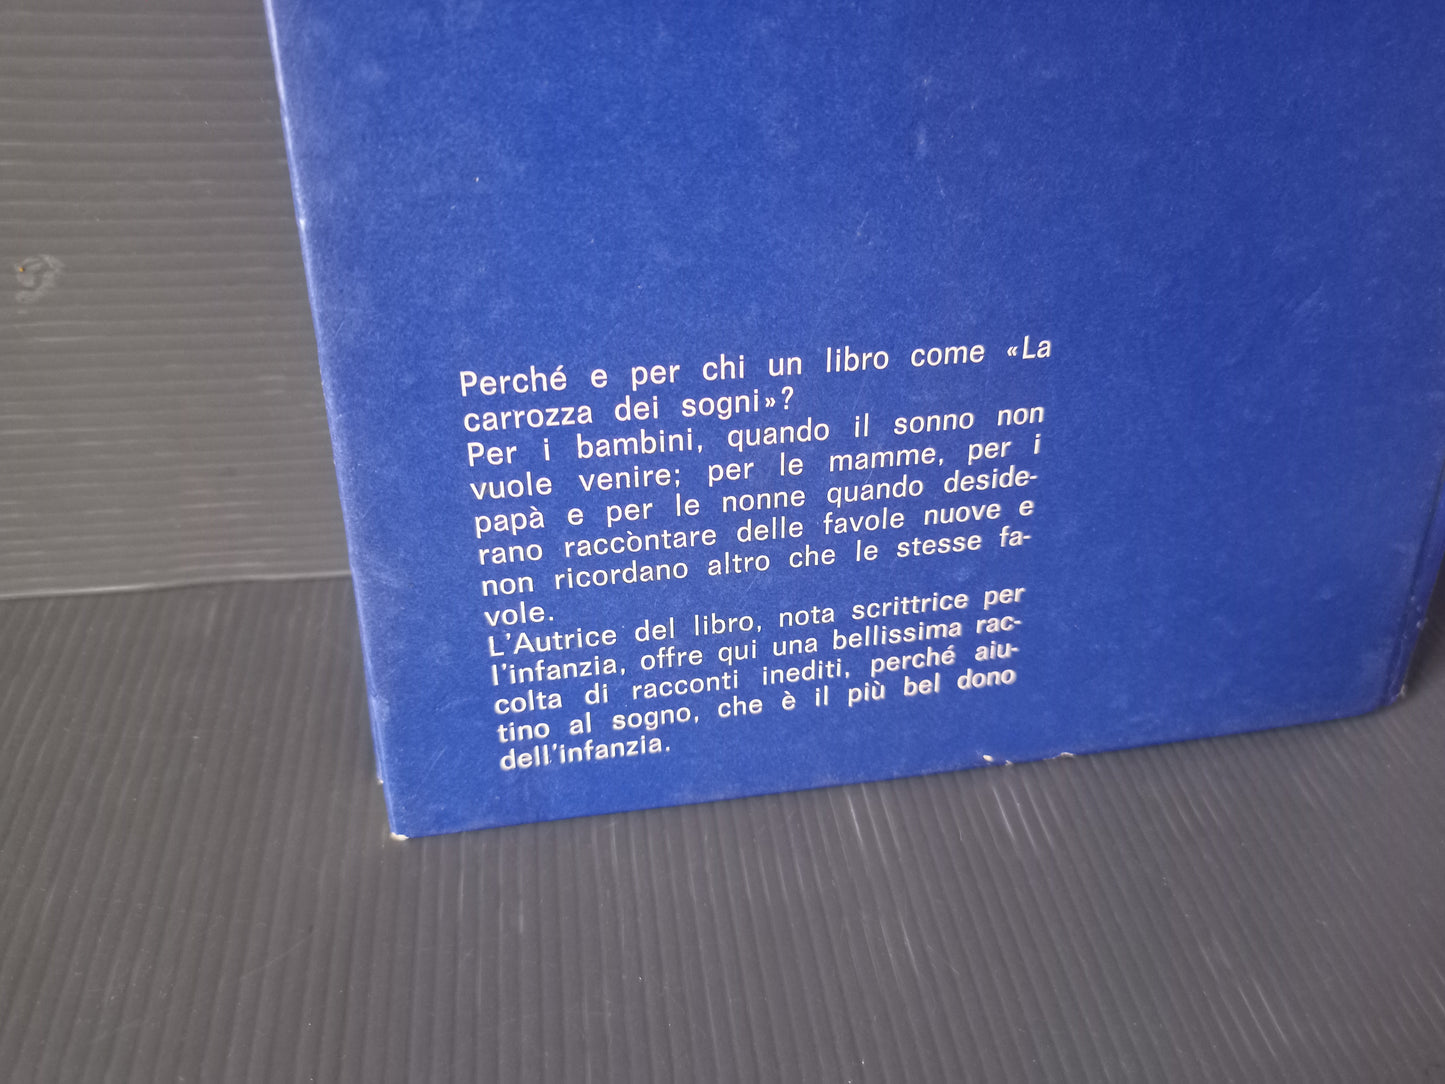 Perché e per chi un libro come «La
carrozza dei sogni»?
Per i bambini, quando il sonno non
vuole venire; per le mamme, per i
papà e per le nonne quando deside-
rano raccòntare delle favole nuove e
non ricordano altro che le stesse fa-
vole.
L'Autrice del libro, nota scrittrice per
l'infanzia, offre qui una bellissima rac-
colta di racconti inediti, perché aiu-
tino al sogno, che è il più bel dono
dell'infanzia.